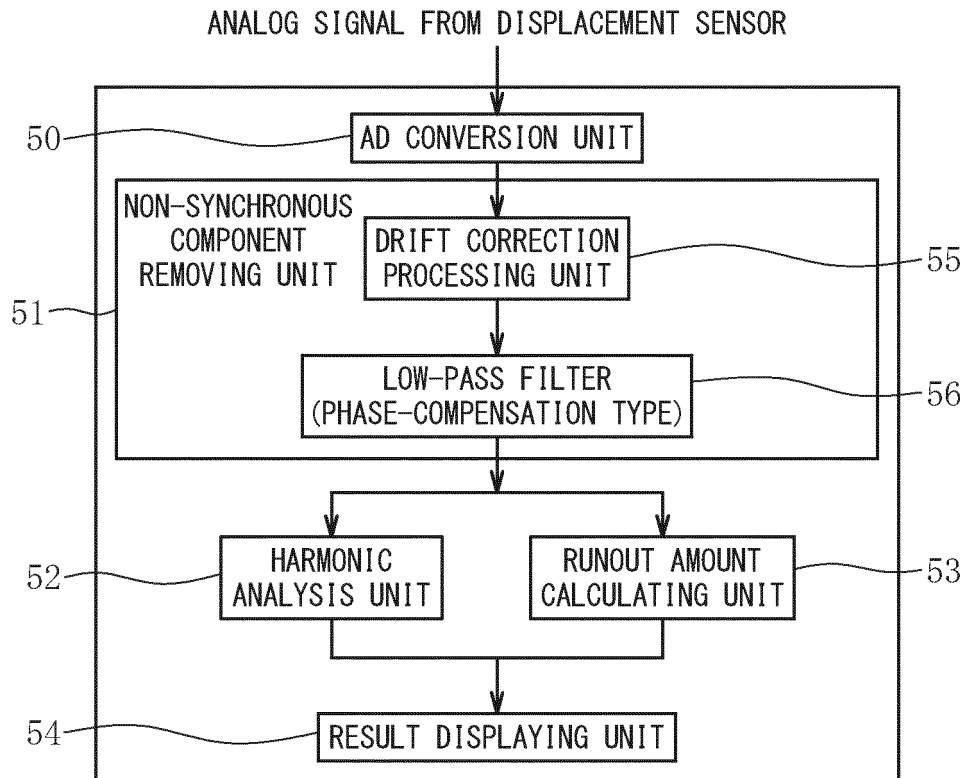 ANALOG SIGNAL FROM DISPLACEMENT SENSOR
50
AD CONVERSION UNIT
NON-SYNCHRONOUS
COMPONENT
REMOVING UNIT
DRIFT CORRECTION
PROCESSING UNIT
55
51
LOW-PASS FILTER
(PHASE-COMPENSATION TYPE)
56
52
HARMONIC
ANALYSIS UNIT
RUNOUT AMOUNT
CALCULATING UNIT
53
54
RESULT DISPLAYING UNIT